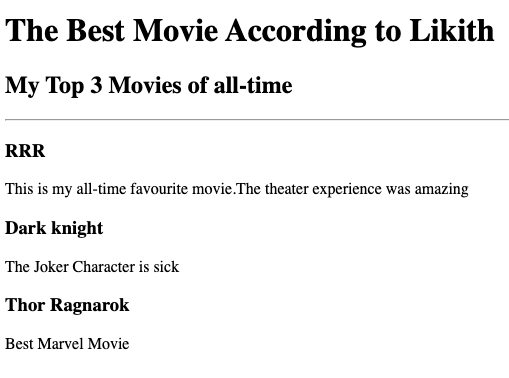 The Best Movie According to Likith
My Top 3 Movies of all-time
RRR
This is my all-time favourite movie.The theater experience was amazing
Dark knight
The Joker Character is sick
Thor Ragnarok
Best Marvel Movie